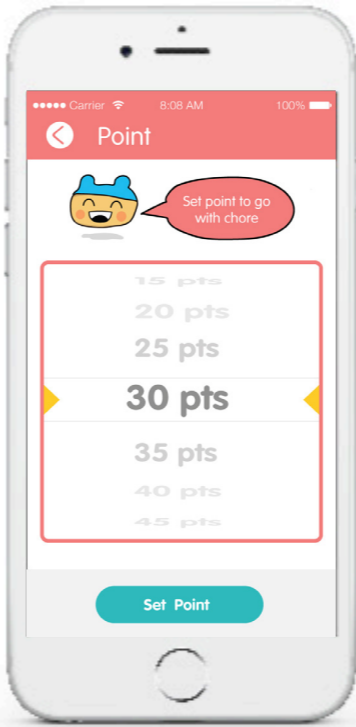 Carrier 8:08 AM 100%
Point
Set point to go
with chore
15 pts
20 pts
25 pts
30 pts
35 pts
40 pts
45 pts
Set Point